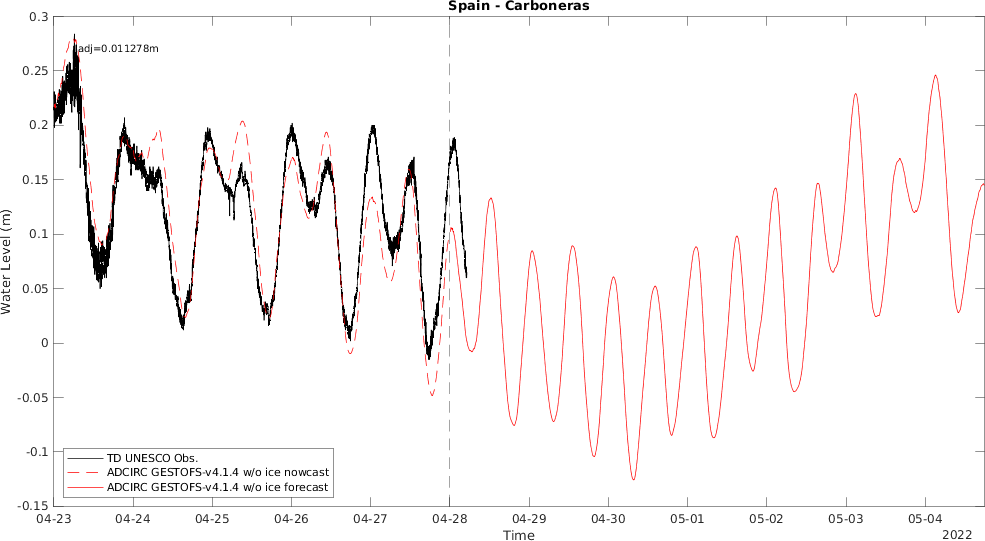 Spain - Carboneras
adj=0.011278m
Water Level (m)
0.3
0.25
0.2
0.15
0.1
0.05
0
-0.05
-0.1
-0.15
TD UNESCO Obs.
ADCIRC GESTOFS-v4.1.4 w/o ice nowcast
ADCIRC GESTOFS-v4.1.4 w/o ice forecast
04-23 04-24 04-25 04-26 04-27 04-28 04-29 04-30 05-01 05-02 05-03 05-04
Time
2022